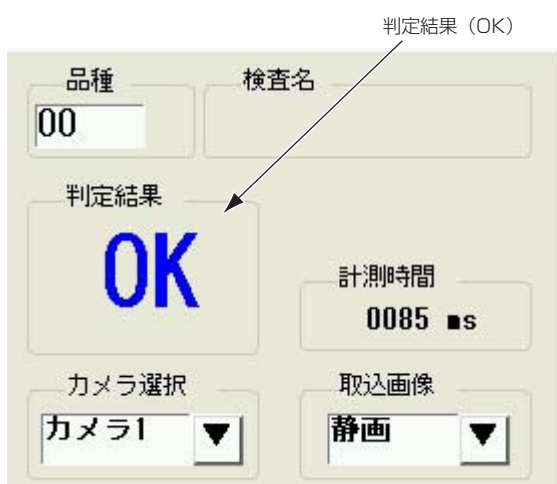 判定結果（OK）
品種
検査名
00
判定結果
OK
計測時間
0085 ms
カメラ選択
取込画像
カメラ1 ▼
静画 ▼